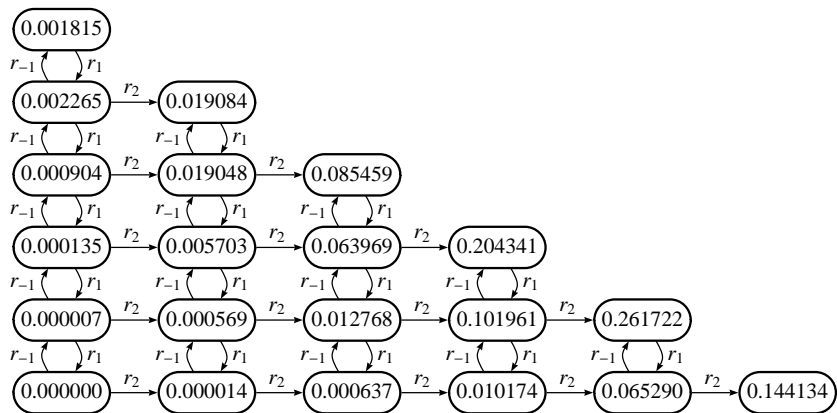 0.001815
r₋₁ r₁
0.002265 r₂ 0.019084
r₋₁ r₁ r₋₁ r₁
0.000904 r₂ 0.019048 r₂ 0.085459
r₋₁ r₁ r₋₁ r₁ r₋₁ r₁
0.000135 r₂ 0.005703 r₂ 0.063969 r₂ 0.204341
r₋₁ r₁ r₋₁ r₁ r₋₁ r₁ r₋₁ r₁
0.000007 r₂ 0.000569 r₂ 0.012768 r₂ 0.101961 r₂ 0.261722
r₋₁ r₁ r₋₁ r₁ r₋₁ r₁ r₋₁ r₁ r₋₁ r₁
0.000000 r₂ 0.000014 r₂ 0.000637 r₂ 0.010174 r₂ 0.065290 r₂ 0.144134